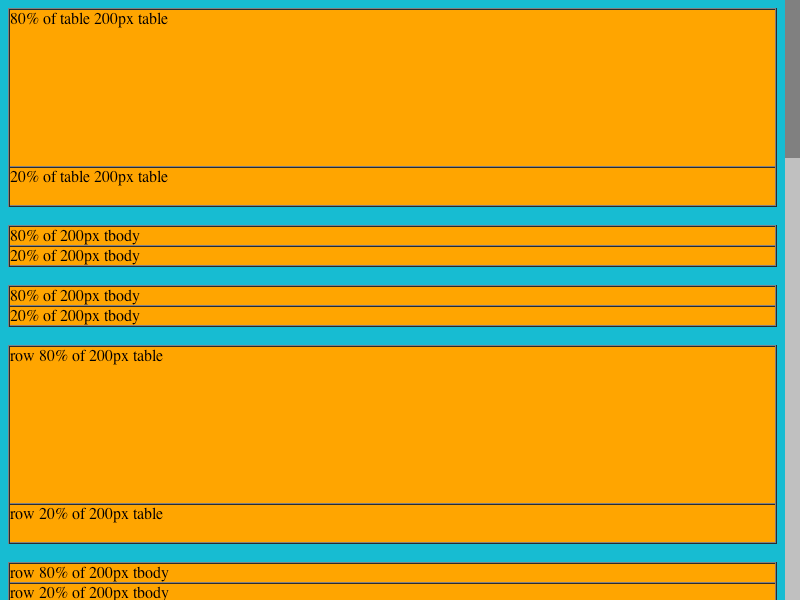 80% of table 200px table
20% of table 200px table
80% of 200px tbody
20% of 200px tbody
80% of 200px tbody
20% of 200px tbody
row 80% of 200px table
row 20% of 200px table
row 80% of 200px tbody
row 20% of 200px tbody